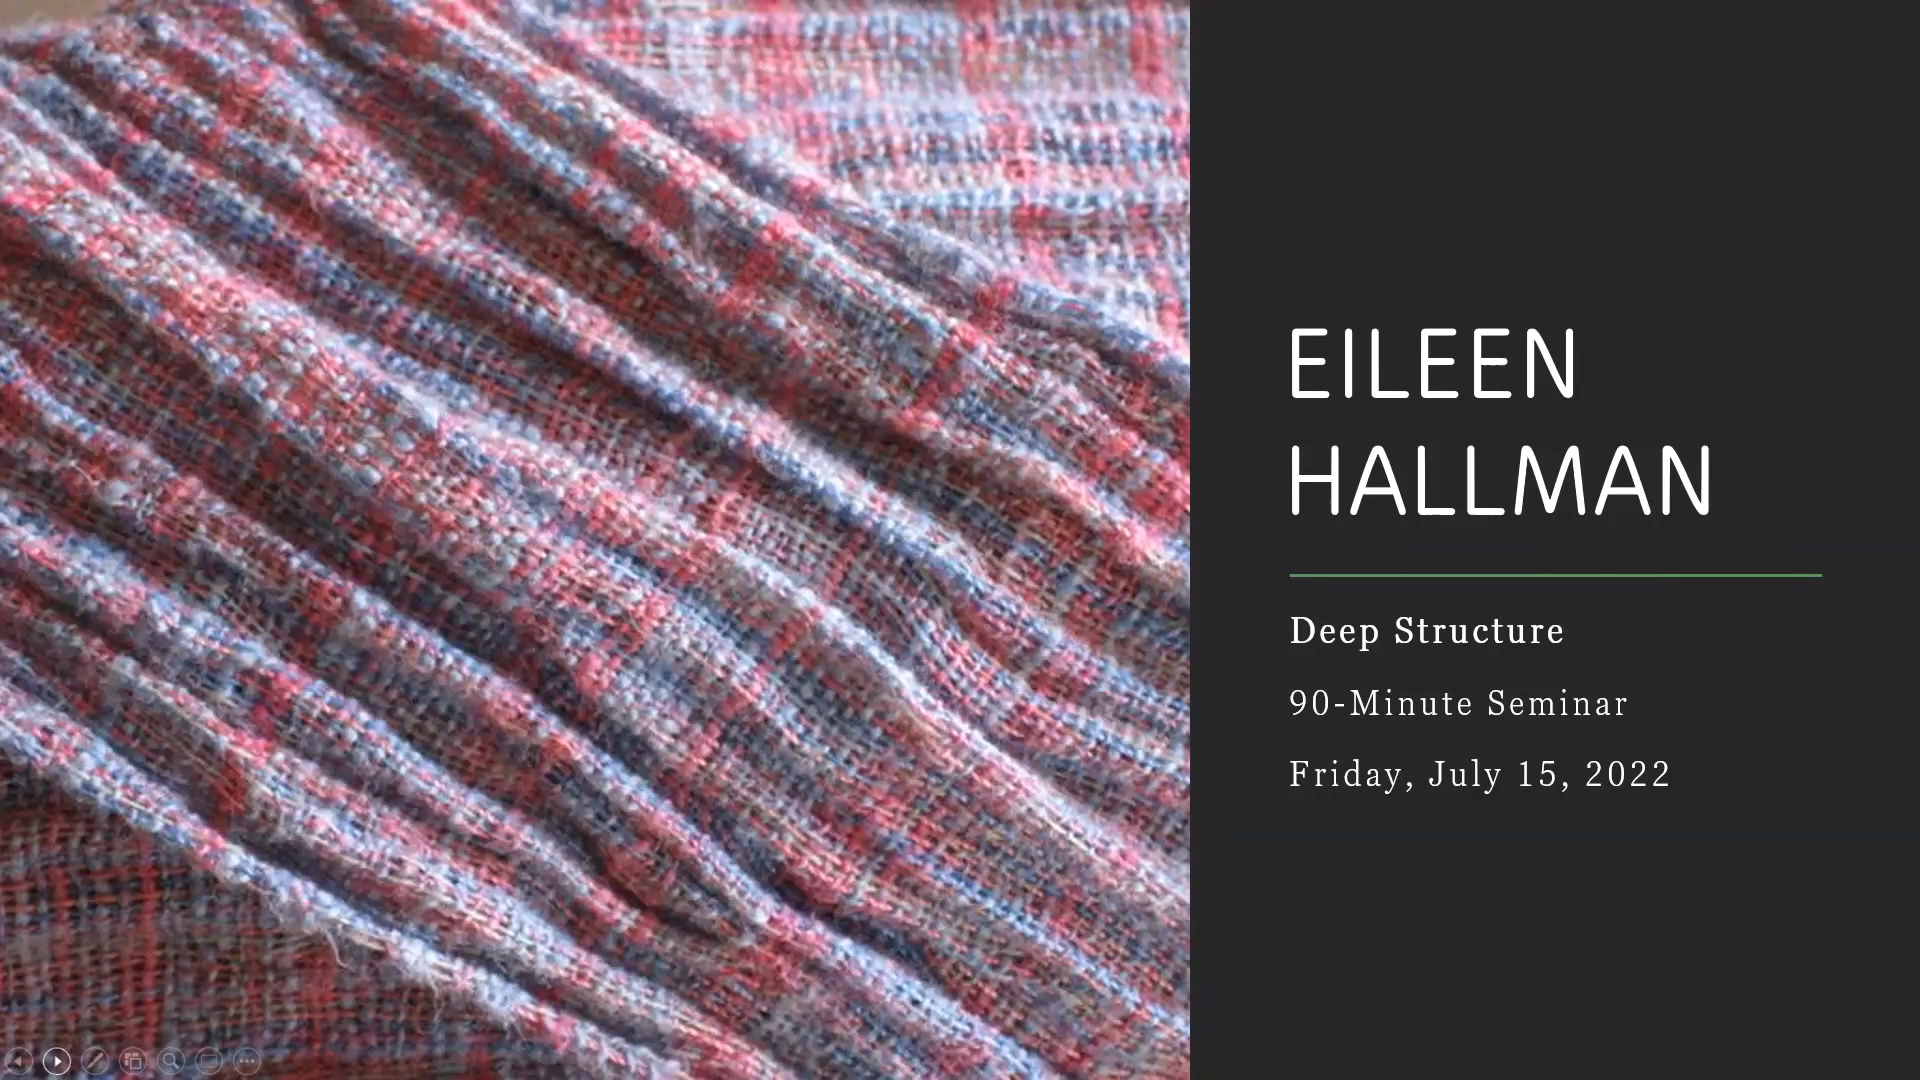 EILEEN
HALLMAN
Deep Structure
90-Minute Seminar
Friday, July 15, 2022